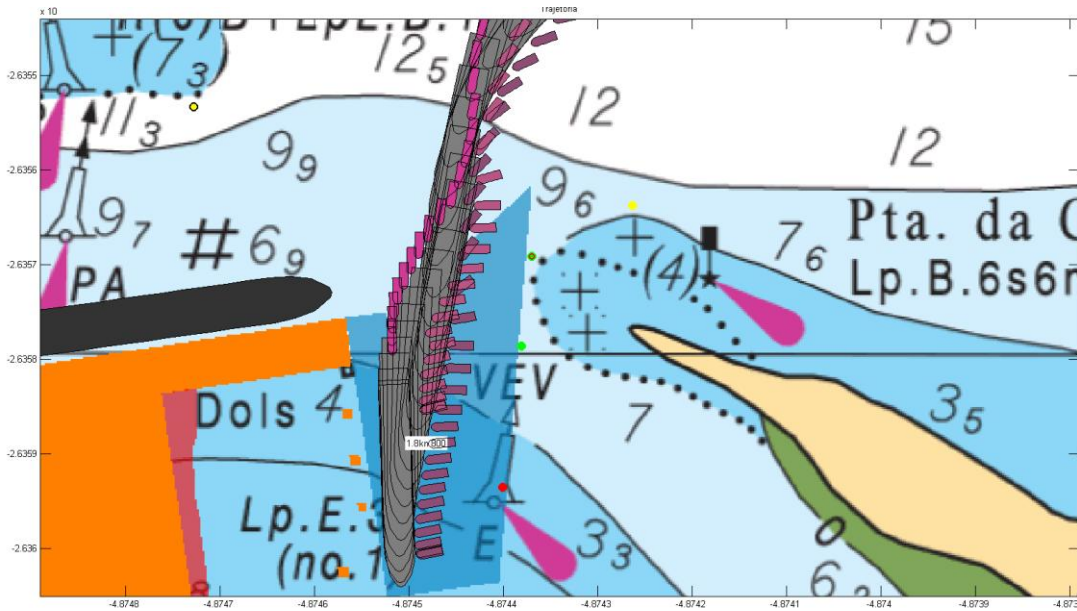 x 10
Trajetoria
15
(7₃)
12₅
-2.6355
12
11₃
12
9₉
-2.6356
9₆
9₇
# 6₉
7₆
Pta. da
-2.6357
(4)
PA
Lp.B.6s6
-2.6358
VEV
Dols 4
3₅
7
1.8kn
-2.6359
Lp.E.3
3₃
(no.1
E
-2.636
-4.8748
-4.8747
-4.8746
-4.8745
-4.8744
-4.8743
-4.8742
-4.8741
-4.874
-4.8739